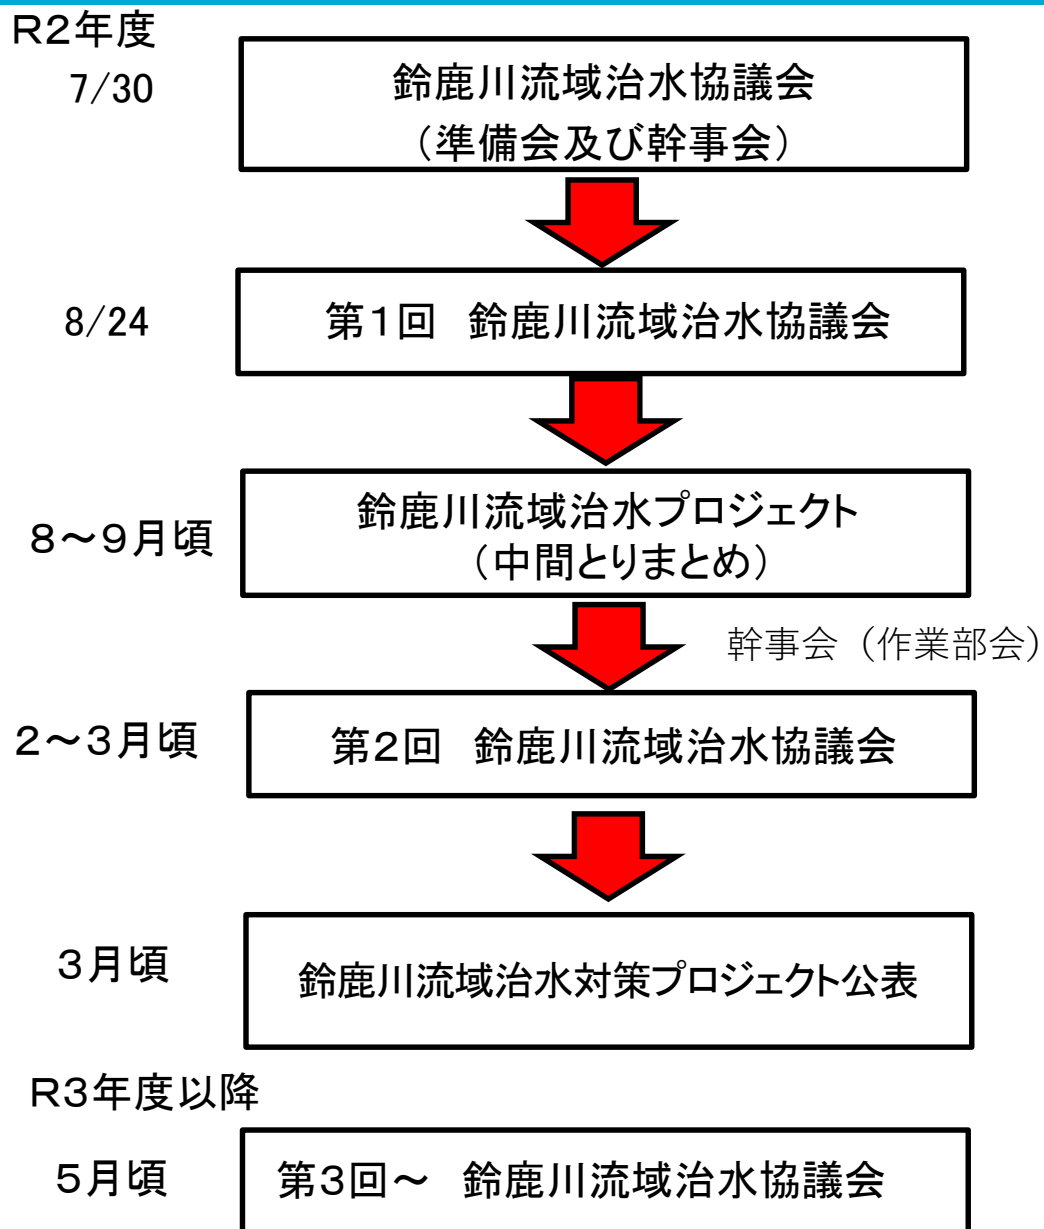 R2年度
7/30
鈴鹿川流域治水協議会
（準備会及び幹事会）
8/24
第１回　鈴鹿川流域治水協議会
８～９月頃
鈴鹿川流域治水プロジェクト
（中間とりまとめ）
幹事会（作業部会）
２～３月頃
第２回　鈴鹿川流域治水協議会
３月頃
鈴鹿川流域治水対策プロジェクト公表
R3年度以降
５月頃
第３回～　鈴鹿川流域治水協議会